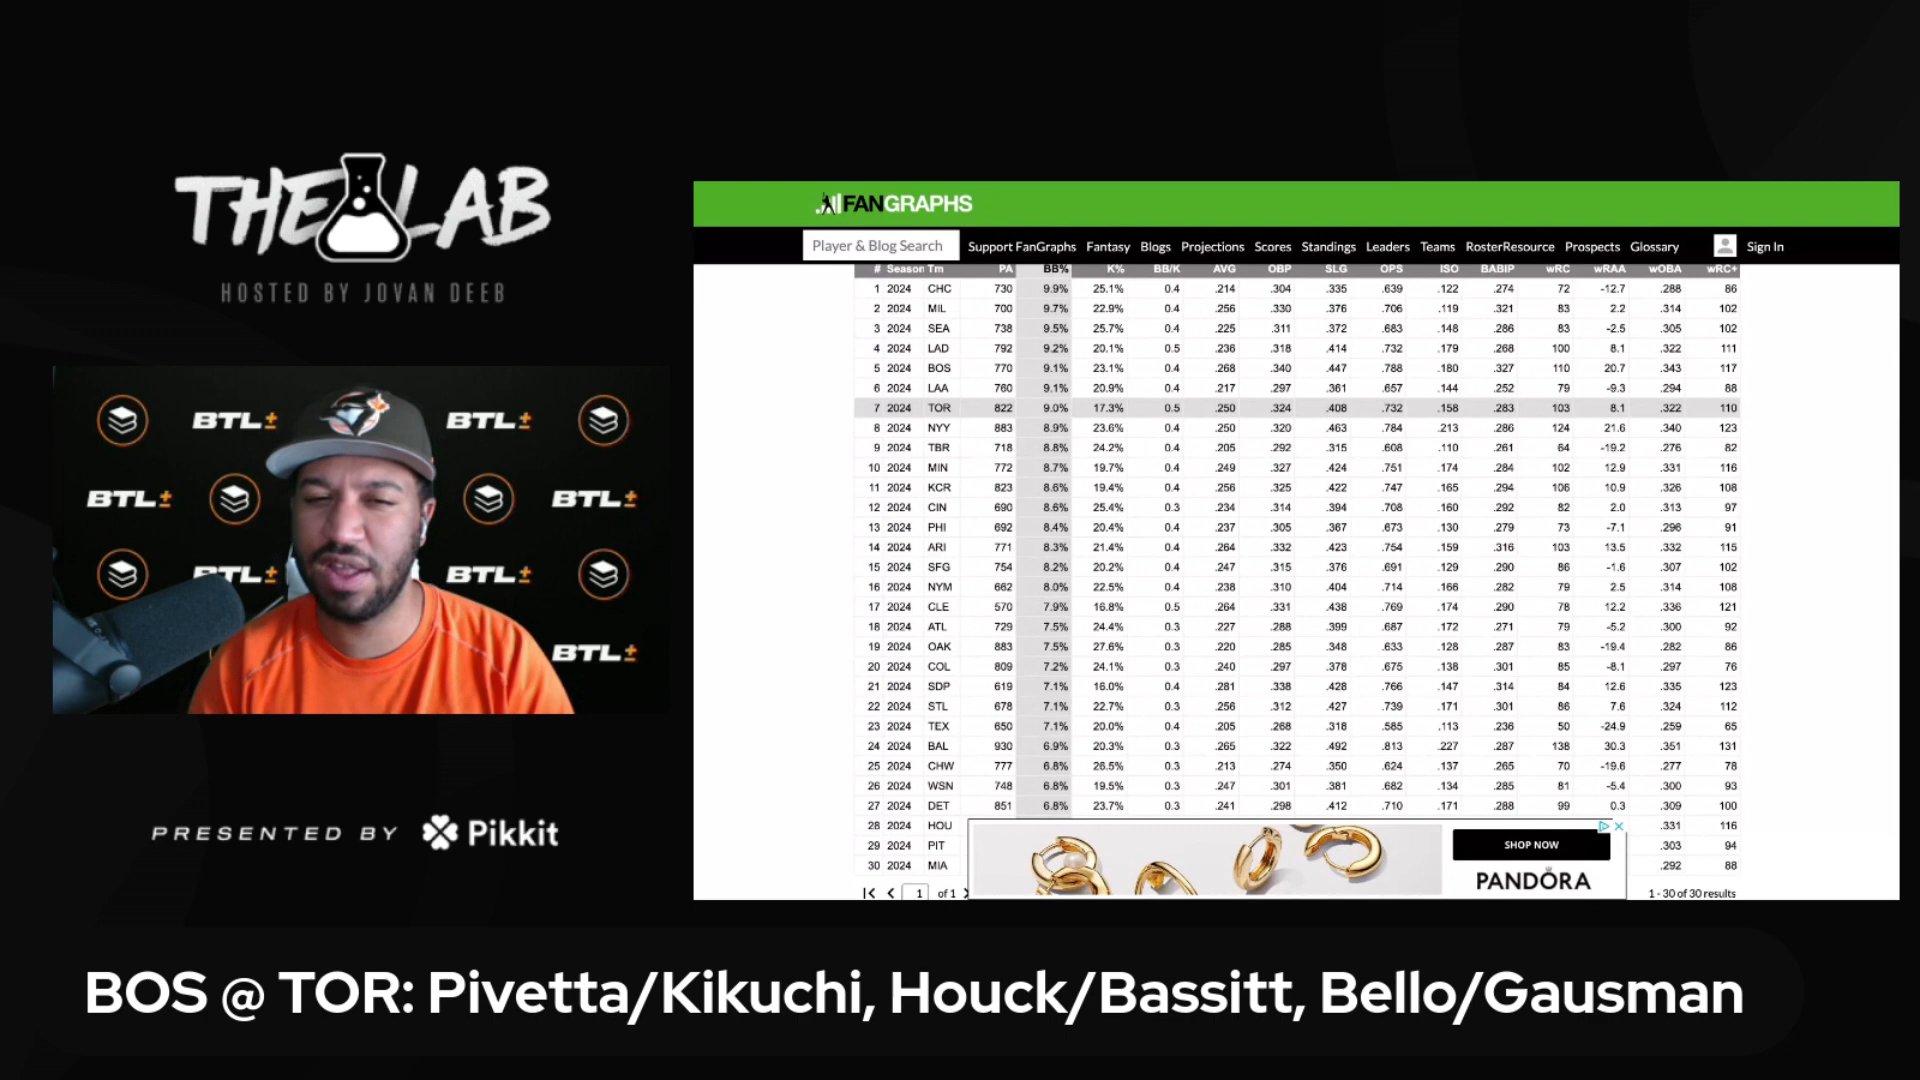 THE LAB
HOSTED BY JOVAN DEEB
BTL± BTL±
BTL± BTL±
BTL± BTL±
BTL±
PRESENTED BY Pikkit
FANGRAPHS
Player & Blog Search Support FanGraphs Fantasy Blogs Projections Scores Standings Leaders Teams RosterResource Prospects Glossary Sign In
# Season Tm PA BB% K% BB/K AVG OBP SLG OPS ISO BABIP wRC wRAA wOBA wRC+
1 2024 CHC 730 9.9% 25.1% 0.4 .214 .304 .335 .639 .122 .274 72 -12.7 .288 86
2 2024 MIL 700 9.7% 22.9% 0.4 .256 .330 .376 .706 .119 .321 83 2.2 .314 102
3 2024 SEA 738 9.5% 25.7% 0.4 .225 .311 .372 .683 .148 .286 83 -2.5 .305 102
4 2024 LAD 792 9.2% 20.1% 0.5 .236 .318 .414 .732 .179 .268 100 8.1 .322 111
5 2024 BOS 770 9.1% 23.1% 0.4 .268 .340 .447 .788 .180 .327 110 20.7 .343 117
6 2024 LAA 760 9.1% 20.9% 0.4 .217 .297 .361 .657 .144 .252 79 -9.3 .294 88
7 2024 TOR 822 9.0% 17.3% 0.5 .250 .324 .408 .732 .158 .283 103 8.1 .322 110
8 2024 NYY 883 8.9% 23.6% 0.4 .250 .320 .463 .784 .213 .286 124 21.6 .340 123
9 2024 TBR 718 8.8% 24.2% 0.4 .205 .292 .315 .608 .110 .261 64 -19.2 .276 82
10 2024 MIN 772 8.7% 19.7% 0.4 .249 .327 .424 .751 .174 .284 102 12.9 .331 116
11 2024 KCR 823 8.6% 19.4% 0.4 .256 .325 .422 .747 .165 .294 106 10.9 .326 108
12 2024 CIN 690 8.6% 25.4% 0.3 .234 .314 .394 .708 .160 .292 82 2.0 .313 97
13 2024 PHI 692 8.4% 20.4% 0.4 .237 .305 .367 .673 .130 .279 73 -7.1 .296 91
14 2024 ARI 771 8.3% 21.4% 0.4 .264 .332 .423 .754 .159 .316 103 13.5 .332 115
15 2024 SFG 754 8.2% 20.2% 0.4 .247 .315 .376 .691 .129 .290 86 -1.6 .307 102
16 2024 NYM 662 8.0% 22.5% 0.4 .238 .310 .404 .714 .166 .282 79 2.5 .314 108
17 2024 CLE 570 7.9% 16.8% 0.5 .264 .331 .438 .769 .174 .290 78 12.2 .336 121
18 2024 ATL 729 7.5% 24.4% 0.3 .227 .288 .399 .687 .172 .271 79 -5.2 .300 92
19 2024 OAK 883 7.5% 27.6% 0.3 .220 .285 .348 .633 .128 .287 83 -19.4 .282 86
20 2024 COL 809 7.2% 24.1% 0.3 .240 .297 .378 .675 .138 .301 85 -8.1 .297 76
21 2024 SDP 619 7.1% 16.0% 0.4 .281 .338 .428 .766 .147 .314 84 12.6 .335 123
22 2024 STL 678 7.1% 22.7% 0.3 .256 .312 .427 .739 .171 .301 86 7.6 .324 112
23 2024 TEX 650 7.1% 20.0% 0.4 .205 .268 .318 .585 .113 .236 50 -24.9 .259 65
24 2024 BAL 930 6.9% 20.3% 0.3 .265 .322 .492 .813 .227 .287 138 30.3 .351 131
25 2024 CHW 777 6.8% 26.5% 0.3 .213 .274 .350 .624 .137 .265 70 -19.6 .277 78
26 2024 WSN 748 6.8% 19.5% 0.3 .247 .301 .381 .682 .134 .285 81 -5.4 .300 93
27 2024 DET 851 6.8% 23.7% 0.3 .241 .298 .412 .710 .171 .288 99 0.3 .309 100
28 2024 HOU .331 116
29 2024 PIT .303 94
30 2024 MIA .292 88
SHOP NOW
PANDORA
1 of 1 1 - 30 of 30 results
BOS @ TOR: Pivetta/Kikuchi, Houck/Bassitt, Bello/Gausman